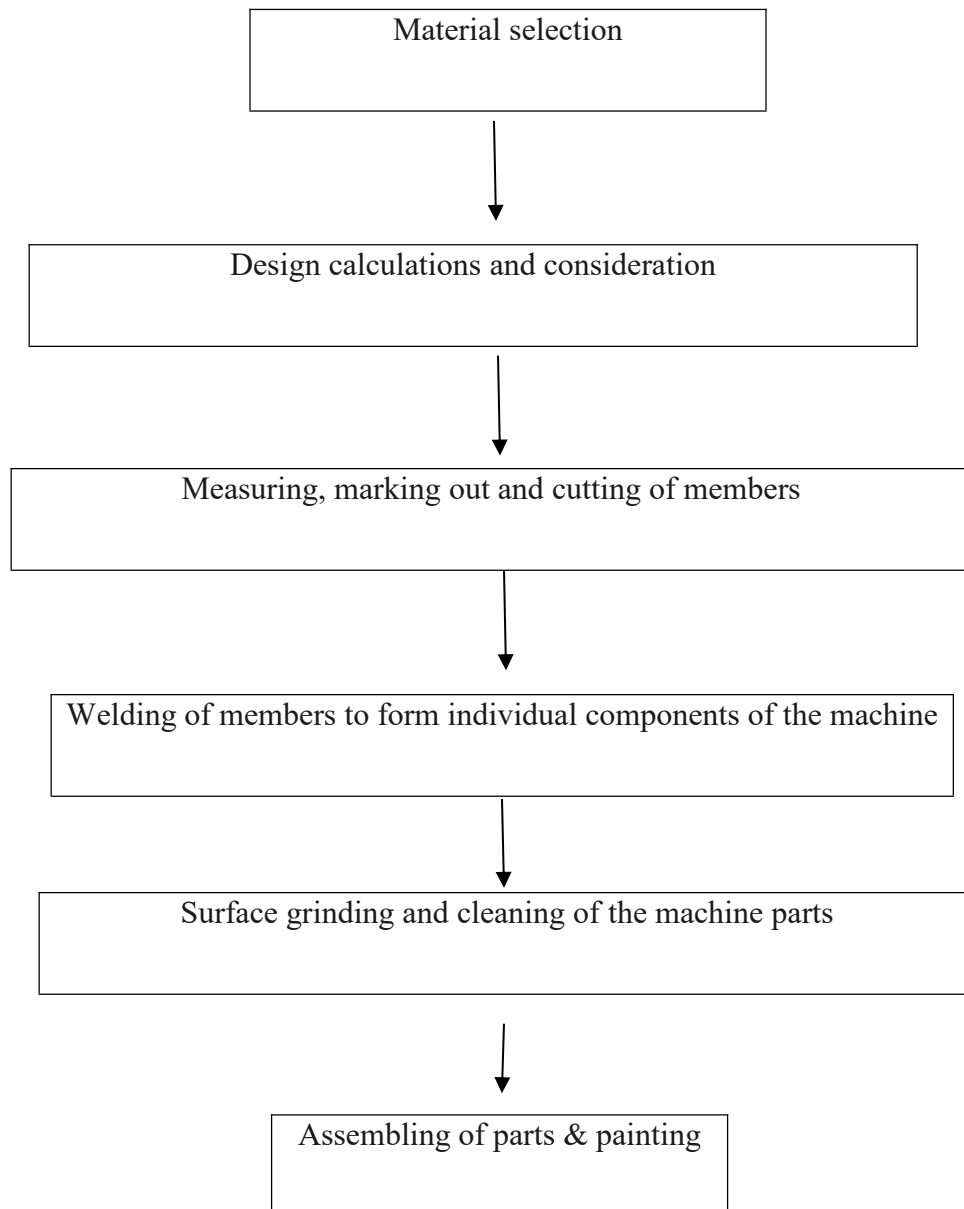 Material selection
Design calculations and consideration
Measuring, marking out and cutting of members
Welding of members to form individual components of the machine
Surface grinding and cleaning of the machine parts
Assembling of parts & painting